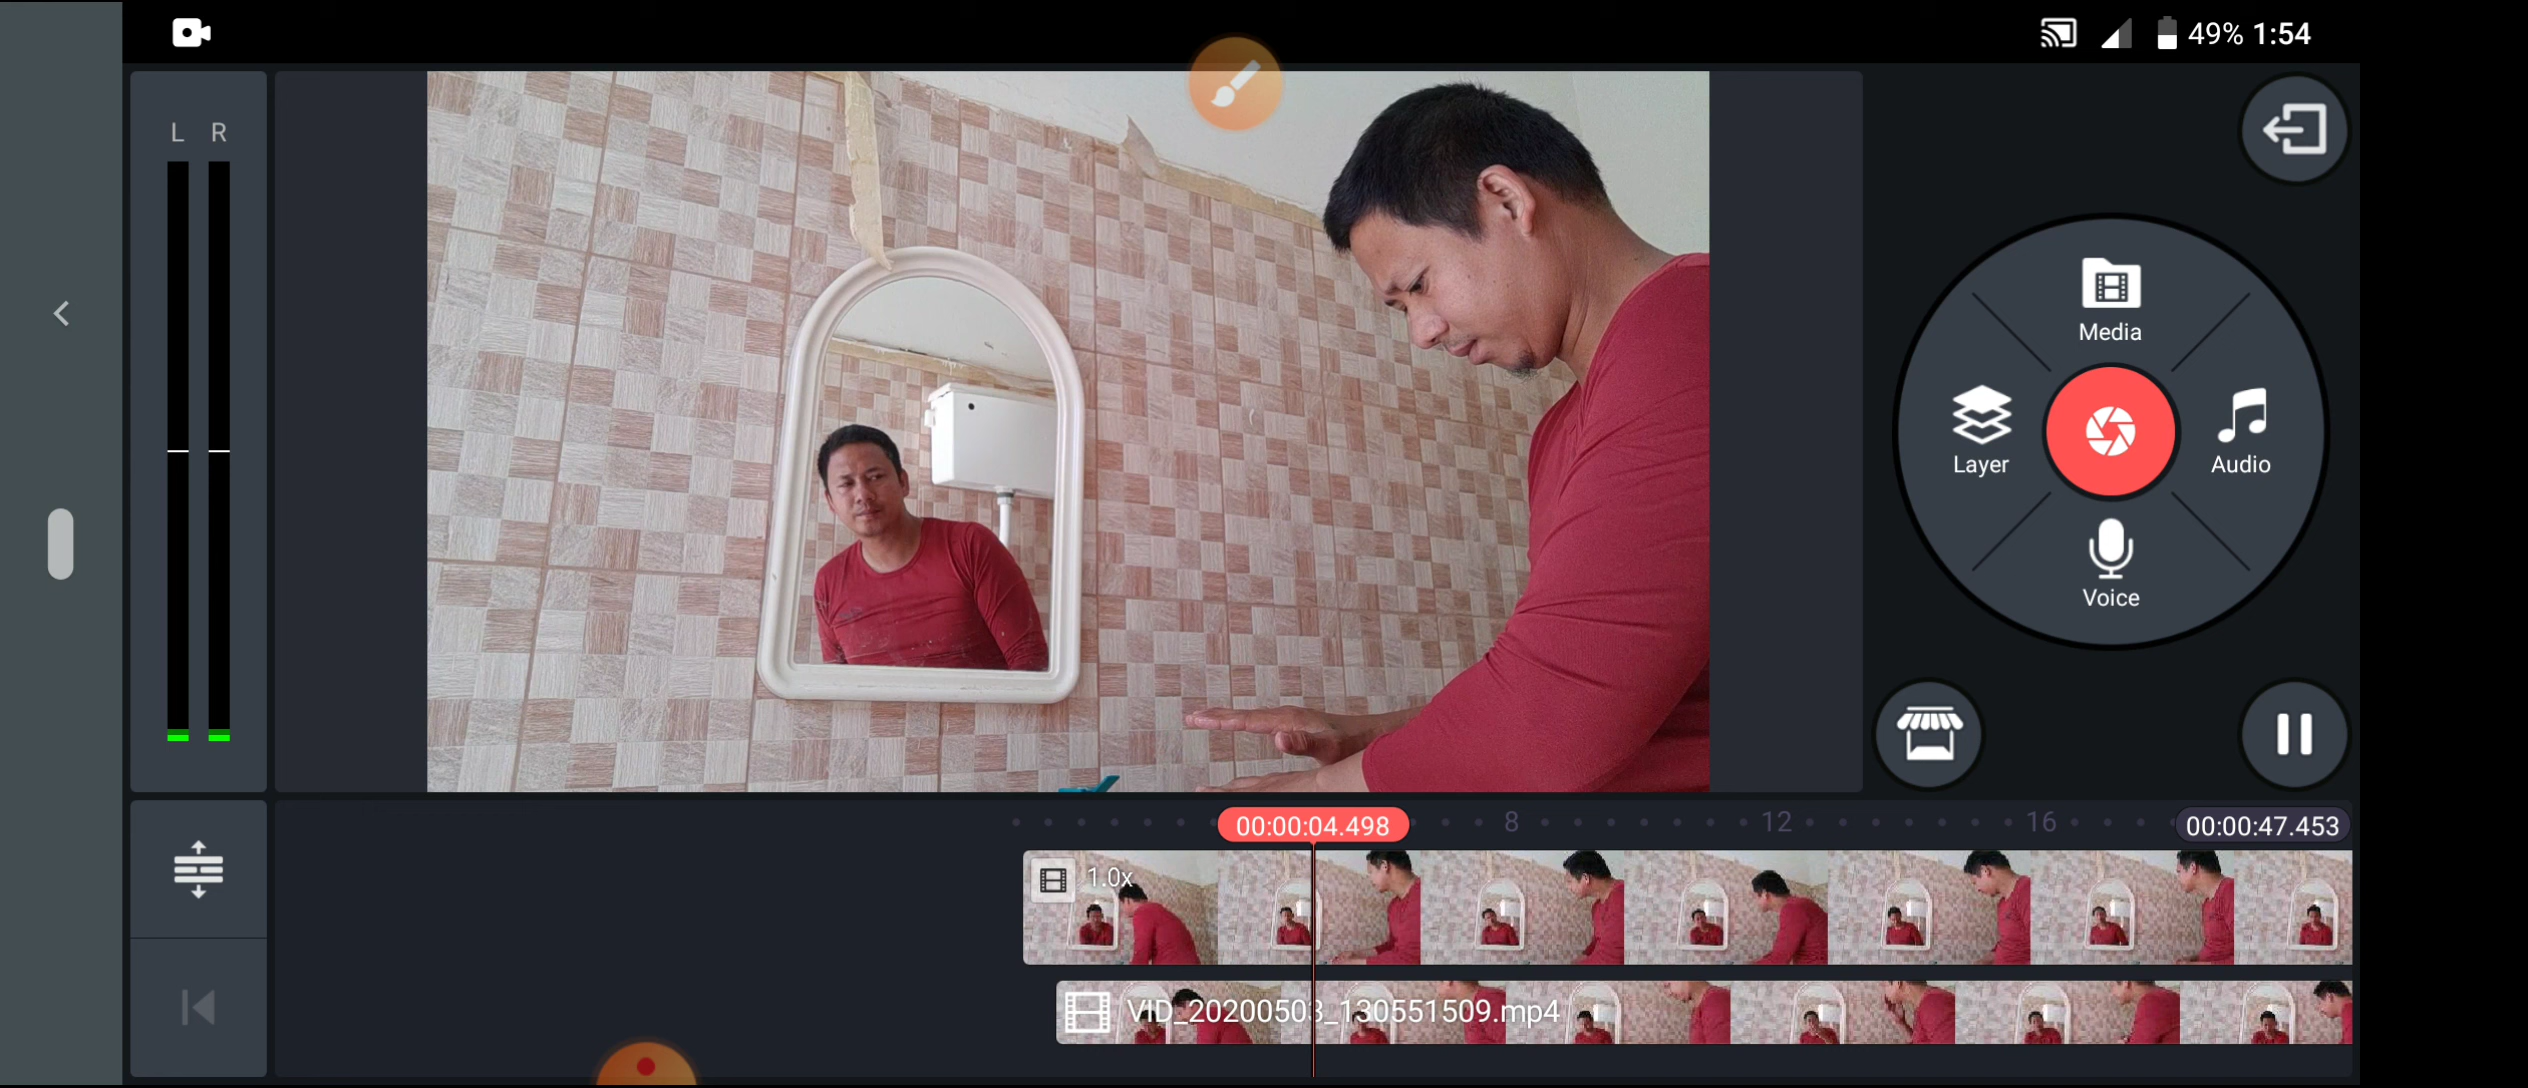 49% 1:54
L R
Media
Layer
Audio
Voice
00:00:04.498 8 12 16 00:00:47.453
1.0x
VID_20200503_130551509.mp4